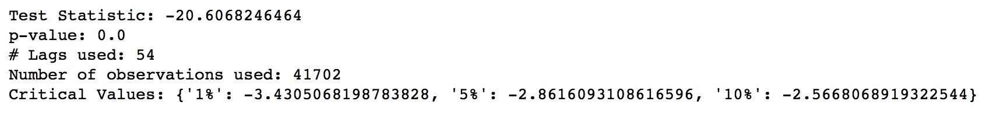 Test Statistic: -20.6068246464
p-value: 0.0
# Lags used: 54
Number of observations used: 41702
Critical Values: {'1%': -3.4305068198783828, '5%': -2.8616093108616596, '10%': -2.5668068919322544}